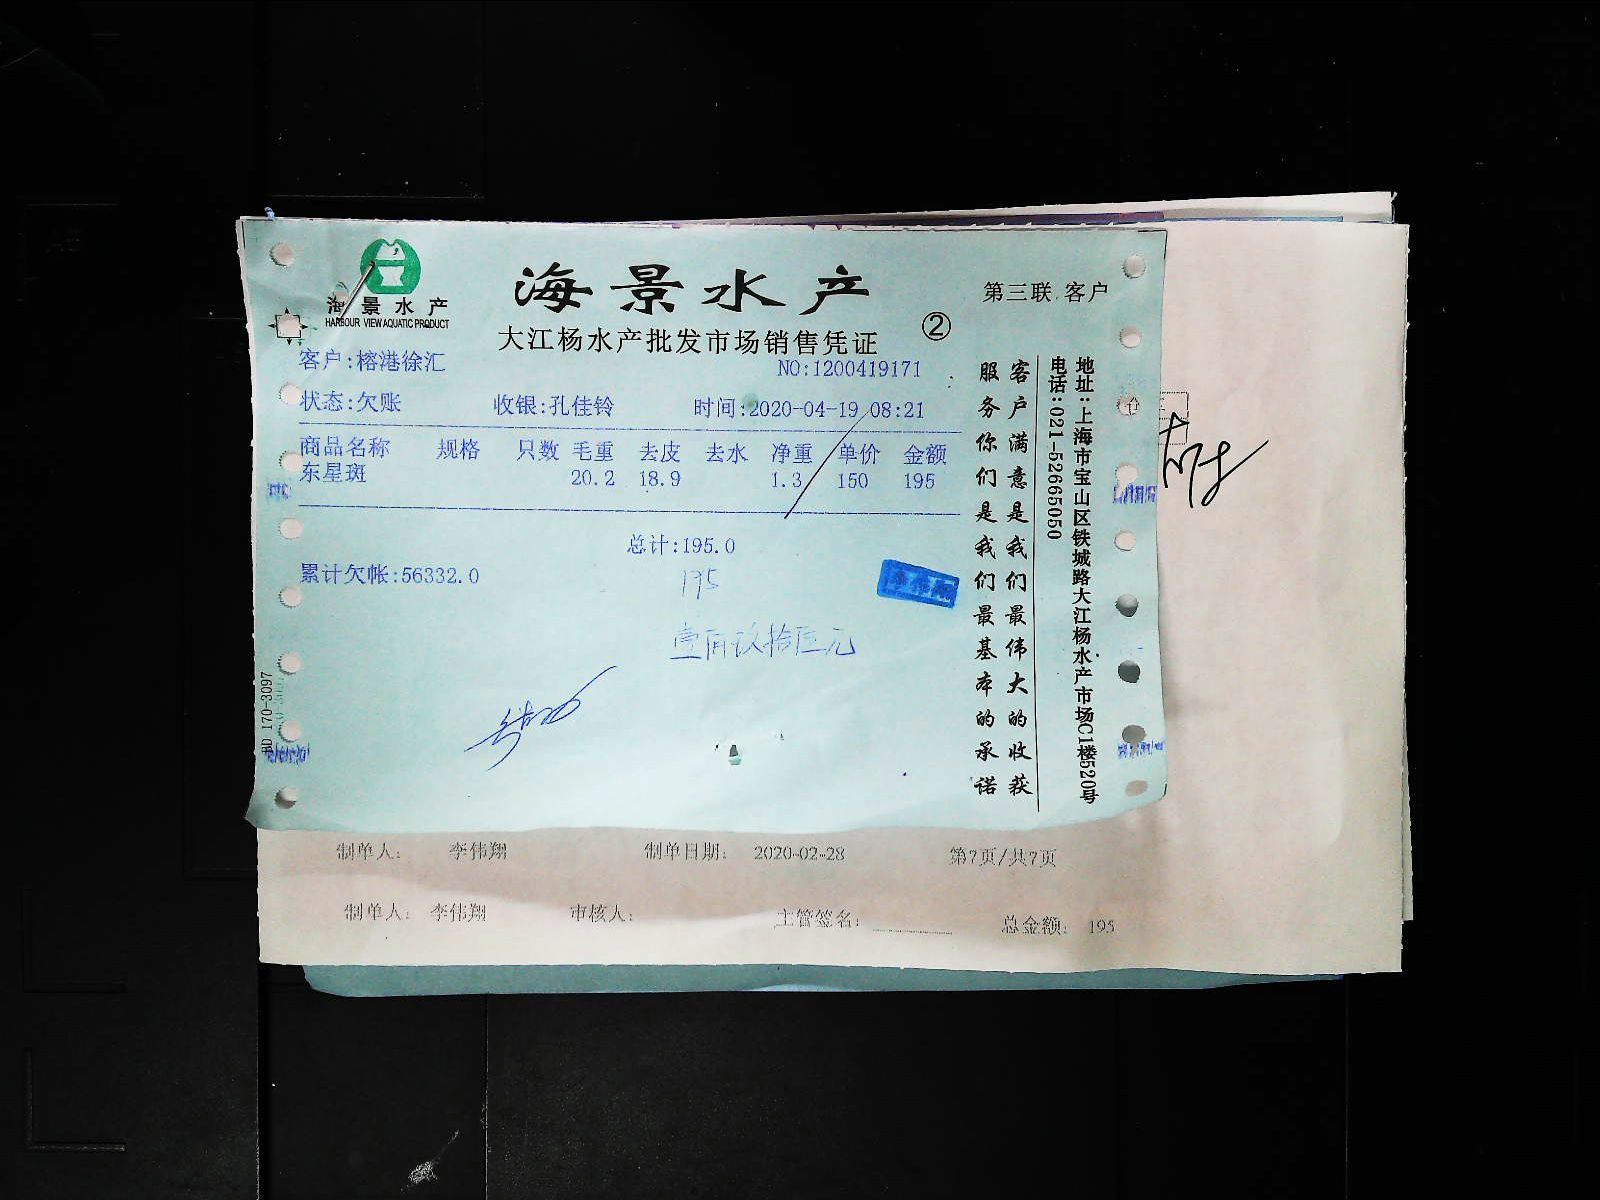 海景水产
HARBOUR VIEW AQUATIC PRODUCT
海景水产
第三联.客户
大江杨水产批发市场销售凭证
②
客户:榕港徐汇
NO:1200419171
状态:欠账 收银:孔佳铃 时间:2020-04-19 08:21
商品名称 规格 只数 毛重 去皮 去水 净重 单价 金额
东星斑 20.2 18.9 1.3 150 195
总计:195.0
累计欠帐:56332.0
195
壹佰玖拾伍元
客户满意是我们最伟大的收获
服务你们是我们最基本的承诺
地址:上海市宝山区铁城路大江杨水产市场C1楼520号
电话:021-52665050
HD 170-3097
制单人: 李伟翔 制单日期: 2020-02-28 第7页/共7页
制单人: 李伟翔 审核人: 主管签名: 总金额: 195